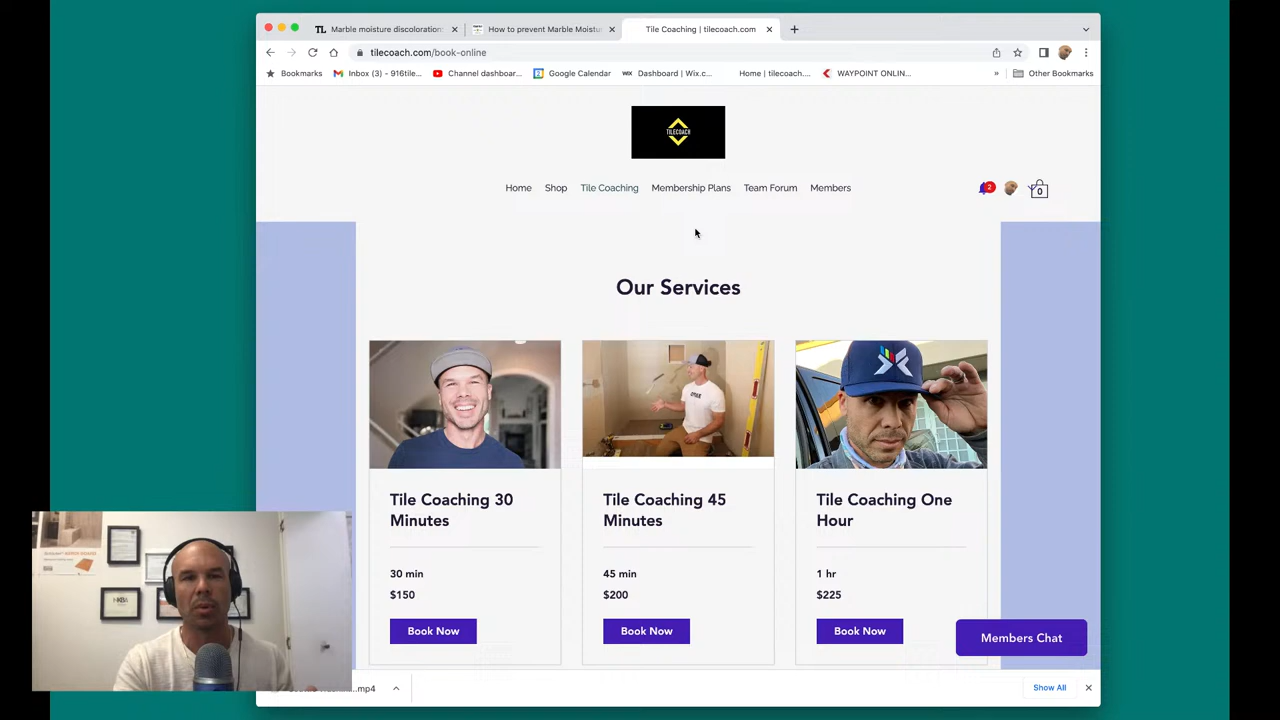 TL Marble moisture discoloration
How to prevent Marble Moistu
Tile Coaching | tilecoach.com
tilecoach.com/book-online
Bookmarks
Inbox (3) - 916tile...
Channel dashboar...
Google Calendar
WIX Dashboard | Wix.c...
Home | tilecoach....
WAYPOINT ONLIN...
»
Other Bookmarks
TILECOACH
Home
Shop
Tile Coaching
Membership Plans
Team Forum
Members
2
0
Our Services
Tile Coaching 30
Minutes
30 min
$150
Book Now
Tile Coaching 45
Minutes
45 min
$200
Book Now
Tile Coaching One
Hour
1 hr
$225
Book Now
Members Chat
NKBA
....mp4
Show All